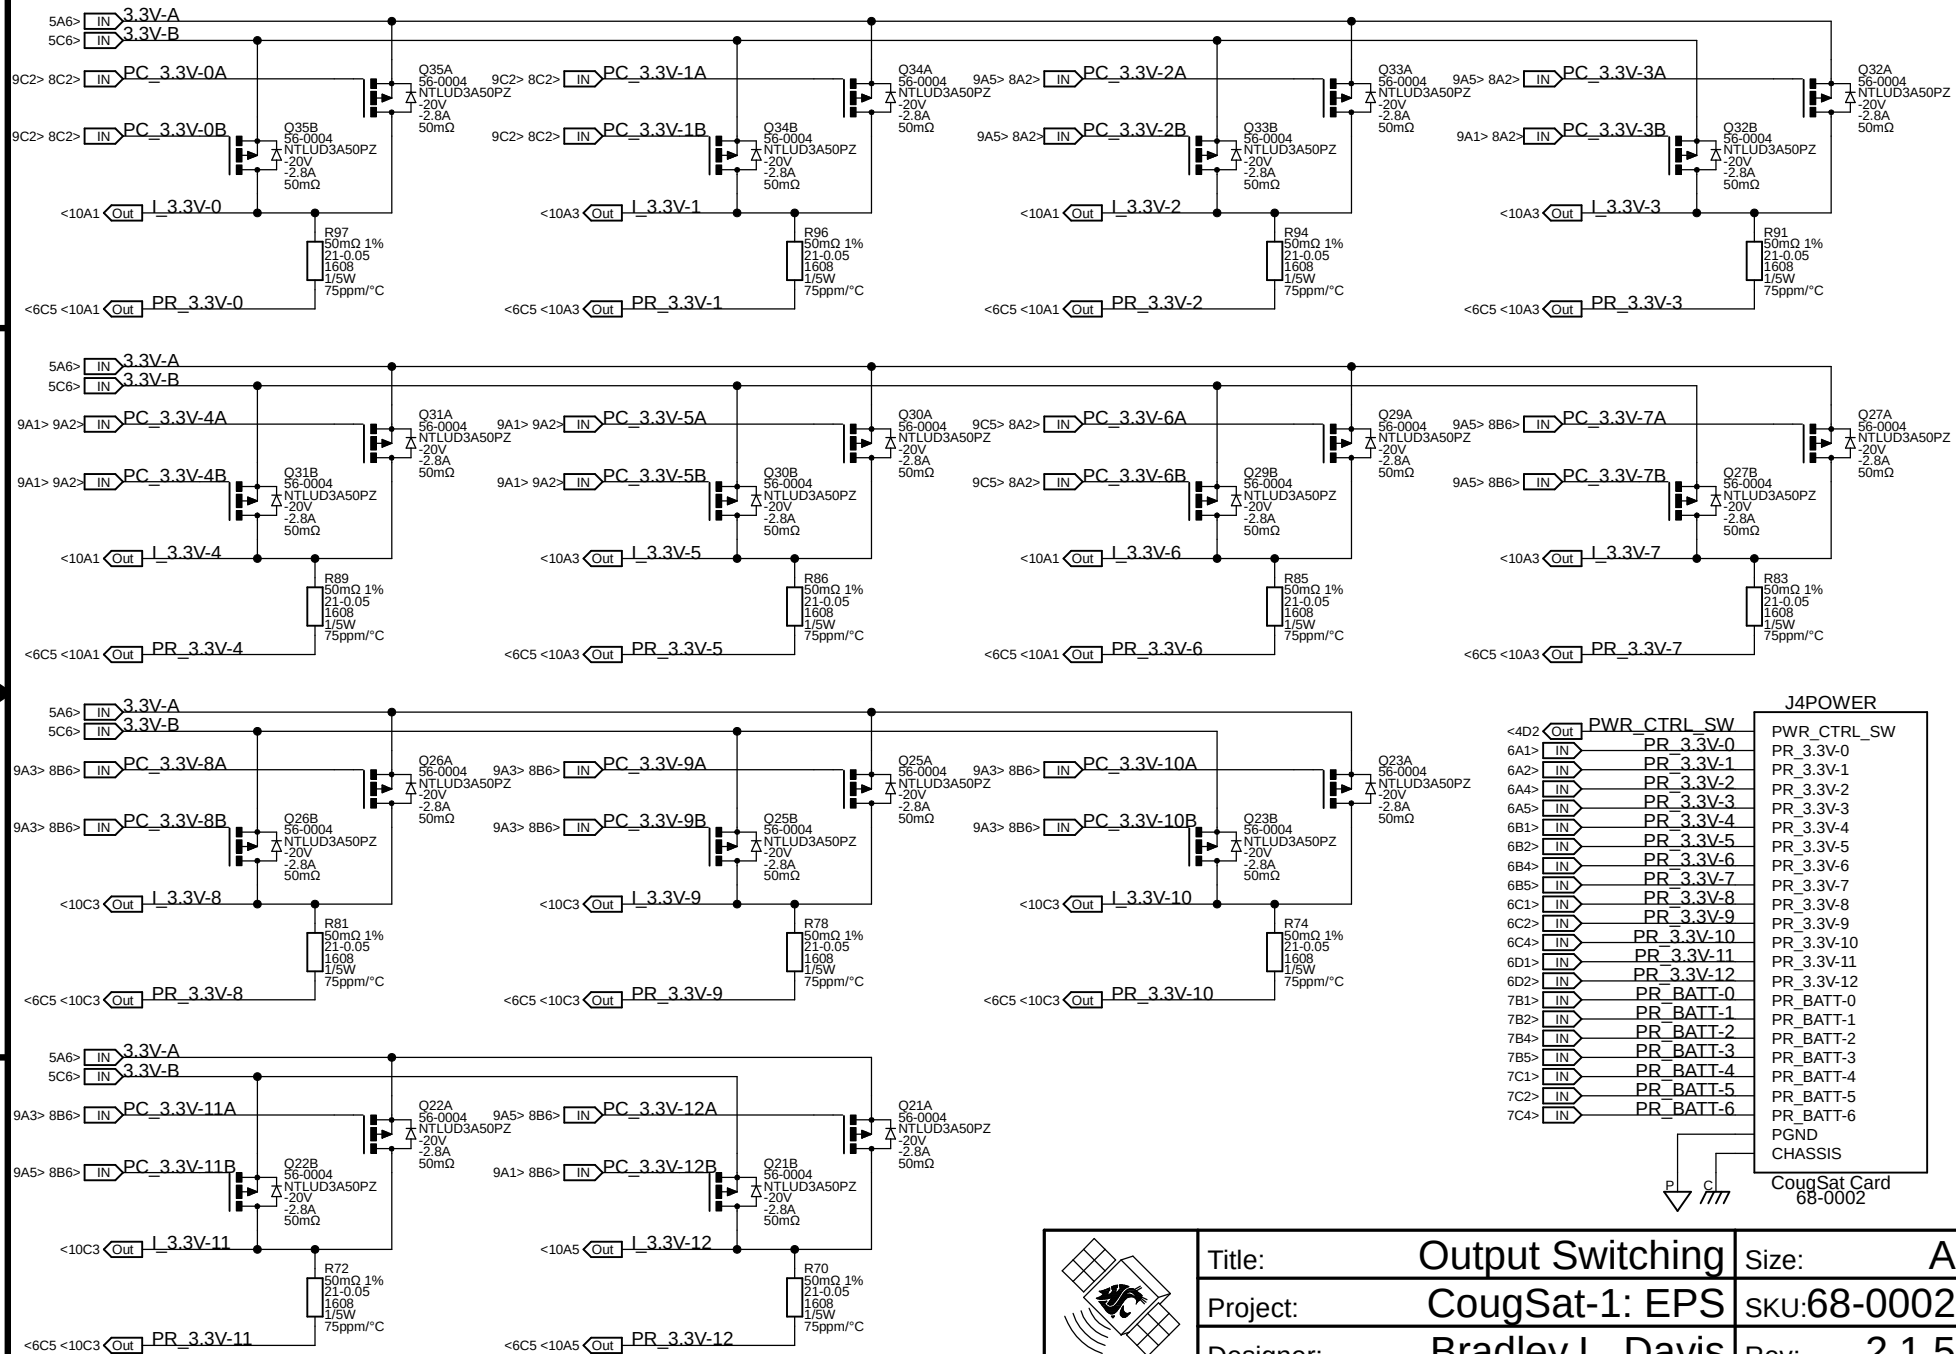 5A6> IN 3.3V-A
5C6> IN 3.3V-B
9C2> 8C2> IN PC_3.3V-0A
Q35A
56-0004
NTLUD3A50PZ
-20V
-2.8A
50mΩ
9C2> 8C2> IN PC_3.3V-0B
Q35B
56-0004
NTLUD3A50PZ
-20V
-2.8A
50mΩ
<10A1 Out I_3.3V-0
R97
50mΩ 1%
21-0.05
1608
1/5W
75ppm/°C
<6C5 <10A1 Out PR_3.3V-0
9C2> 8C2> IN PC_3.3V-1A
Q34A
56-0004
NTLUD3A50PZ
-20V
-2.8A
50mΩ
9C2> 8C2> IN PC_3.3V-1B
Q34B
56-0004
NTLUD3A50PZ
-20V
-2.8A
50mΩ
<10A3 Out I_3.3V-1
R96
50mΩ 1%
21-0.05
1608
1/5W
75ppm/°C
<6C5 <10A3 Out PR_3.3V-1
9A5> 8A2> IN PC_3.3V-2A
Q33A
56-0004
NTLUD3A50PZ
-20V
-2.8A
50mΩ
9A5> 8A2> IN PC_3.3V-2B
Q33B
56-0004
NTLUD3A50PZ
-20V
-2.8A
50mΩ
<10A1 Out I_3.3V-2
R94
50mΩ 1%
21-0.05
1608
1/5W
75ppm/°C
<6C5 <10A1 Out PR_3.3V-2
9A5> 8A2> IN PC_3.3V-3A
Q32A
56-0004
NTLUD3A50PZ
-20V
-2.8A
50mΩ
9A1> 8A2> IN PC_3.3V-3B
Q32B
56-0004
NTLUD3A50PZ
-20V
-2.8A
50mΩ
<10A3 Out I_3.3V-3
R91
50mΩ 1%
21-0.05
1608
1/5W
75ppm/°C
<6C5 <10A3 Out PR_3.3V-3
5A6> IN 3.3V-A
5C6> IN 3.3V-B
9A1> 9A2> IN PC_3.3V-4A
Q31A
56-0004
NTLUD3A50PZ
-20V
-2.8A
50mΩ
9A1> 9A2> IN PC_3.3V-4B
Q31B
56-0004
NTLUD3A50PZ
-20V
-2.8A
50mΩ
<10A1 Out I_3.3V-4
R89
50mΩ 1%
21-0.05
1608
1/5W
75ppm/°C
<6C5 <10A1 Out PR_3.3V-4
9A1> 9A2> IN PC_3.3V-5A
Q30A
56-0004
NTLUD3A50PZ
-20V
-2.8A
50mΩ
9A1> 9A2> IN PC_3.3V-5B
Q30B
56-0004
NTLUD3A50PZ
-20V
-2.8A
50mΩ
<10A3 Out I_3.3V-5
R86
50mΩ 1%
21-0.05
1608
1/5W
75ppm/°C
<6C5 <10A3 Out PR_3.3V-5
9C5> 8A2> IN PC_3.3V-6A
Q29A
56-0004
NTLUD3A50PZ
-20V
-2.8A
50mΩ
9C5> 8A2> IN PC_3.3V-6B
Q29B
56-0004
NTLUD3A50PZ
-20V
-2.8A
50mΩ
<10A1 Out I_3.3V-6
R85
50mΩ 1%
21-0.05
1608
1/5W
75ppm/°C
<6C5 <10A1 Out PR_3.3V-6
9A5> 8B6> IN PC_3.3V-7A
Q27A
56-0004
NTLUD3A50PZ
-20V
-2.8A
50mΩ
9A5> 8B6> IN PC_3.3V-7B
Q27B
56-0004
NTLUD3A50PZ
-20V
-2.8A
50mΩ
<10A3 Out I_3.3V-7
R83
50mΩ 1%
21-0.05
1608
1/5W
75ppm/°C
<6C5 <10A3 Out PR_3.3V-7
5A6> IN 3.3V-A
5C6> IN 3.3V-B
9A3> 8B6> IN PC_3.3V-8A
Q26A
56-0004
NTLUD3A50PZ
-20V
-2.8A
50mΩ
9A3> 8B6> IN PC_3.3V-8B
Q26B
56-0004
NTLUD3A50PZ
-20V
-2.8A
50mΩ
<10C3 Out I_3.3V-8
R81
50mΩ 1%
21-0.05
1608
1/5W
75ppm/°C
<6C5 <10C3 Out PR_3.3V-8
9A3> 8B6> IN PC_3.3V-9A
Q25A
56-0004
NTLUD3A50PZ
-20V
-2.8A
50mΩ
9A3> 8B6> IN PC_3.3V-9B
Q25B
56-0004
NTLUD3A50PZ
-20V
-2.8A
50mΩ
<10C3 Out I_3.3V-9
R78
50mΩ 1%
21-0.05
1608
1/5W
75ppm/°C
<6C5 <10C3 Out PR_3.3V-9
9A3> 8B6> IN PC_3.3V-10A
Q23A
56-0004
NTLUD3A50PZ
-20V
-2.8A
50mΩ
9A3> 8B6> IN PC_3.3V-10B
Q23B
56-0004
NTLUD3A50PZ
-20V
-2.8A
50mΩ
<10C3 Out I_3.3V-10
R74
50mΩ 1%
21-0.05
1608
1/5W
75ppm/°C
<6C5 <10C3 Out PR_3.3V-10
5A6> IN 3.3V-A
5C6> IN 3.3V-B
9A3> 8B6> IN PC_3.3V-11A
Q22A
56-0004
NTLUD3A50PZ
-20V
-2.8A
50mΩ
9A5> 8B6> IN PC_3.3V-11B
Q22B
56-0004
NTLUD3A50PZ
-20V
-2.8A
50mΩ
<10C3 Out I_3.3V-11
R72
50mΩ 1%
21-0.05
1608
1/5W
75ppm/°C
<6C5 <10C3 Out PR_3.3V-11
9A5> 8B6> IN PC_3.3V-12A
Q21A
56-0004
NTLUD3A50PZ
-20V
-2.8A
50mΩ
9A1> 8B6> IN PC_3.3V-12B
Q21B
56-0004
NTLUD3A50PZ
-20V
-2.8A
50mΩ
<10A5 Out I_3.3V-12
R70
50mΩ 1%
21-0.05
1608
1/5W
75ppm/°C
<6C5 <10A5 Out PR_3.3V-12
J4POWER
<4D2 Out PWR_CTRL_SW PWR_CTRL_SW
6A1> IN PR_3.3V-0 PR_3.3V-0
6A2> IN PR_3.3V-1 PR_3.3V-1
6A4> IN PR_3.3V-2 PR_3.3V-2
6A5> IN PR_3.3V-3 PR_3.3V-3
6B1> IN PR_3.3V-4 PR_3.3V-4
6B2> IN PR_3.3V-5 PR_3.3V-5
6B4> IN PR_3.3V-6 PR_3.3V-6
6B5> IN PR_3.3V-7 PR_3.3V-7
6C1> IN PR_3.3V-8 PR_3.3V-8
6C2> IN PR_3.3V-9 PR_3.3V-9
6C4> IN PR_3.3V-10 PR_3.3V-10
6D1> IN PR_3.3V-11 PR_3.3V-11
6D2> IN PR_3.3V-12 PR_3.3V-12
7B1> IN PR_BATT-0 PR_BATT-0
7B2> IN PR_BATT-1 PR_BATT-1
7B4> IN PR_BATT-2 PR_BATT-2
7B5> IN PR_BATT-3 PR_BATT-3
7C1> IN PR_BATT-4 PR_BATT-4
7C2> IN PR_BATT-5 PR_BATT-5
7C4> IN PR_BATT-6 PR_BATT-6
PGND
CHASSIS
P C
CougSat Card
68-0002
Title: Output Switching Size: A
Project: CougSat-1: EPS SKU: 68-0002
Designer: Bradley L. Davis Rev: 2.1.5